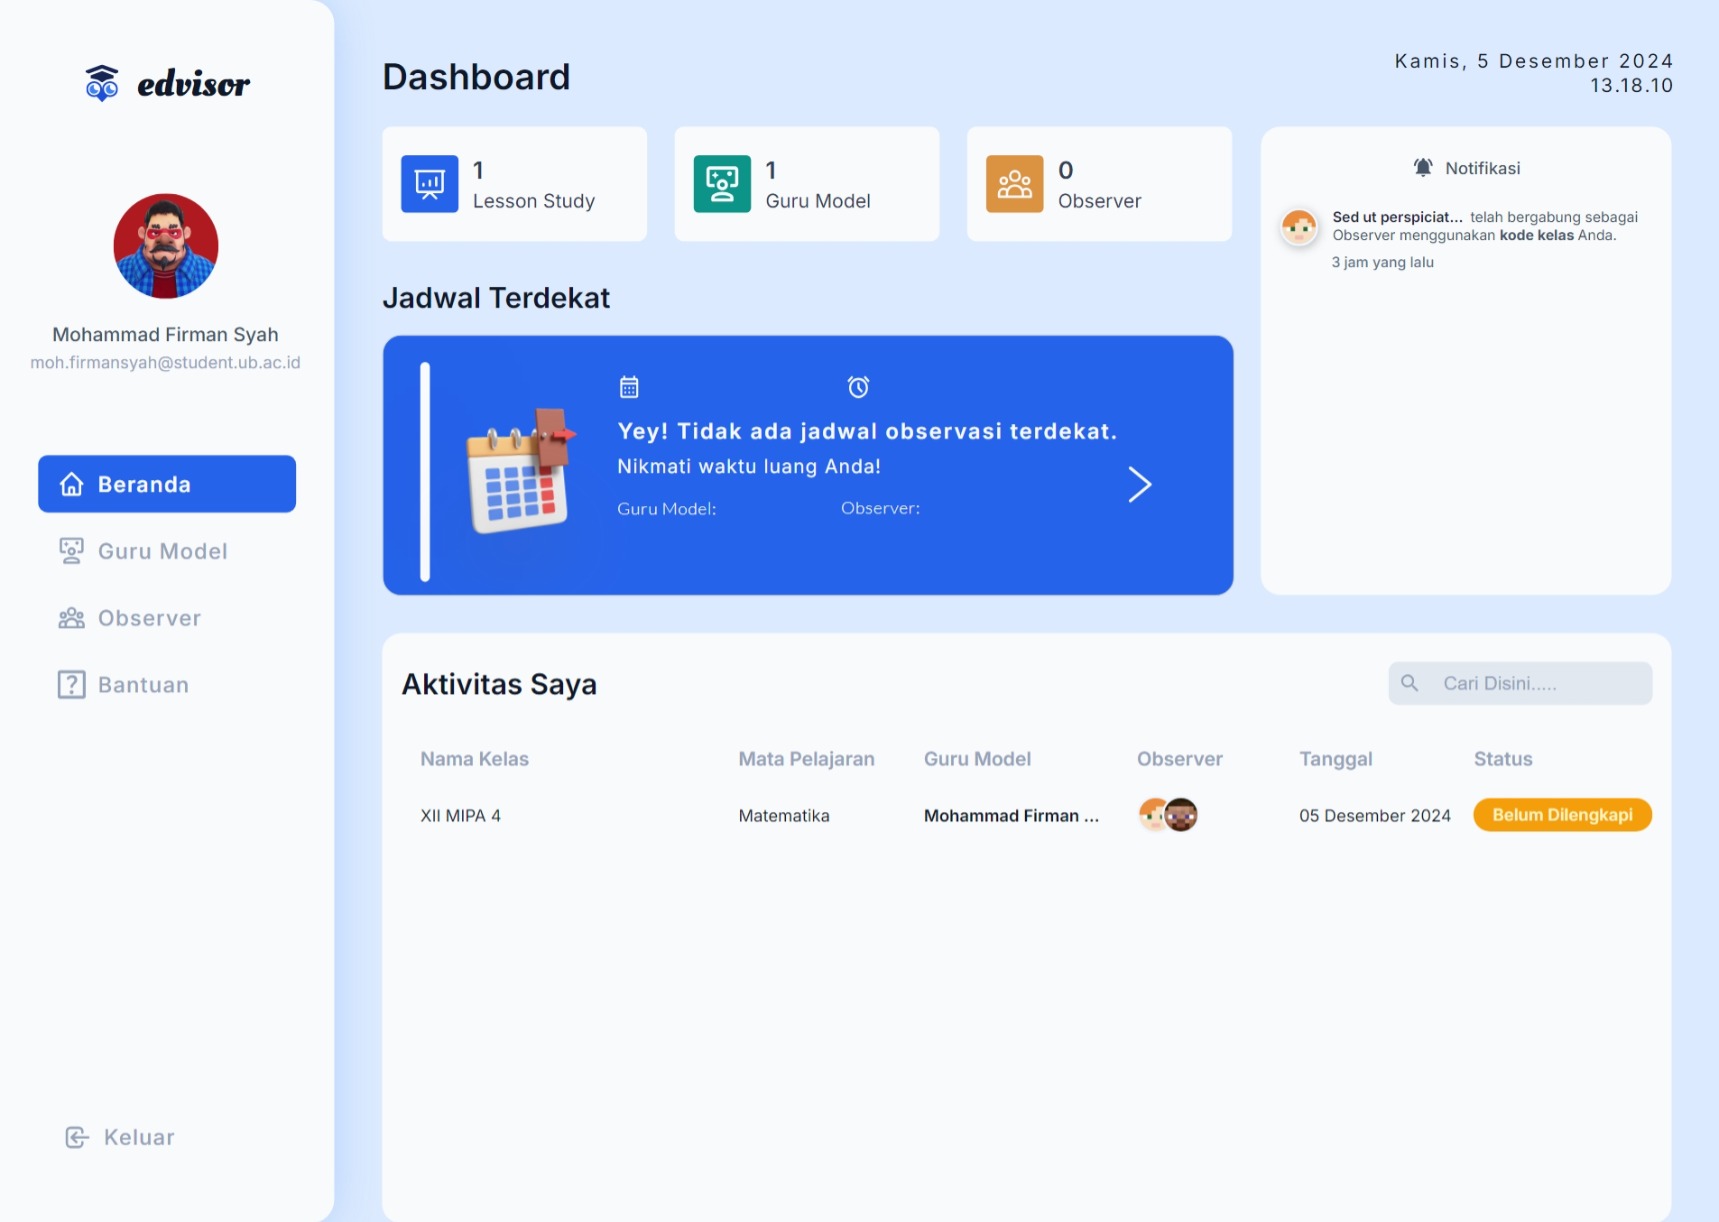 edvisor
Mohammad Firman Syah
moh.firmansyah@student.ub.ac.id
Beranda
Guru Model
Observer
Bantuan
Keluar
Dashboard
Kamis, 5 Desember 2024
13.18.10
1
Lesson Study
1
Guru Model
0
Observer
Jadwal Terdekat
Yey! Tidak ada jadwal observasi terdekat.
Nikmati waktu luang Anda!
Guru Model: Observer:
Notifikasi
Sed ut perspiciat... telah bergabung sebagai
Observer menggunakan kode kelas Anda.
3 jam yang lalu
Aktivitas Saya
Cari Disini.....
Nama Kelas Mata Pelajaran Guru Model Observer Tanggal Status
XII MIPA 4 Matematika Mohammad Firman ... 05 Desember 2024 Belum Dilengkapi